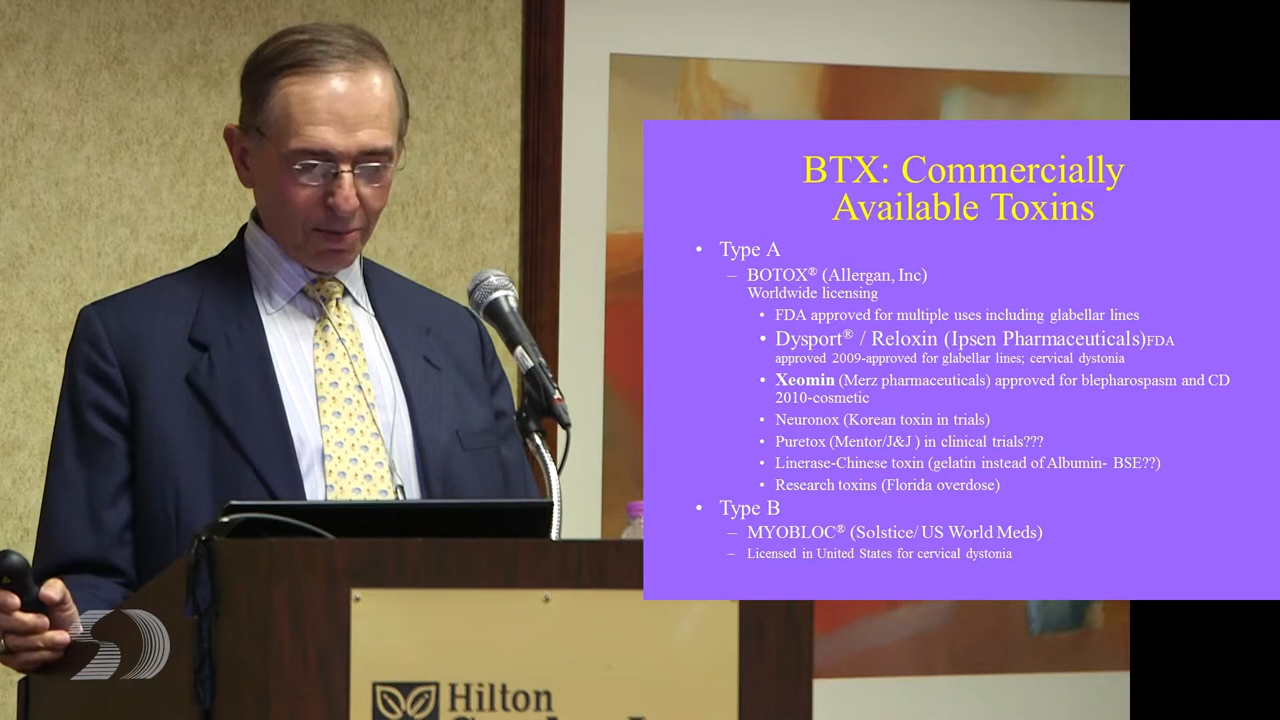 BTX: Commercially
Available Toxins
• Type A
– BOTOX® (Allergan, Inc)
Worldwide licensing
• FDA approved for multiple uses including glabellar lines
• Dysport® / Reloxin (Ipsen Pharmaceuticals)FDA
approved 2009-approved for glabellar lines; cervical dystonia
• Xeomin (Merz pharmaceuticals) approved for blepharospasm and CD
2010-cosmetic
• Neuronox (Korean toxin in trials)
• Puretox (Mentor/J&J ) in clinical trials???
• Linerase-Chinese toxin (gelatin instead of Albumin- BSE??)
• Research toxins (Florida overdose)
• Type B
– MYOBLOC® (Solstice/ US World Meds)
– Licensed in United States for cervical dystonia
Hilton